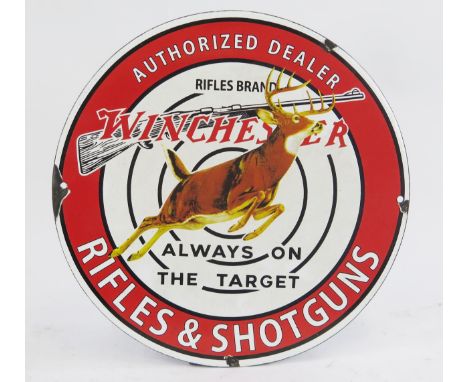 AUTHORIZED DEALER
RIFLES BRAND
WINCHESTER
ALWAYS ON
THE TARGET
RIFLES & SHOTGUNS